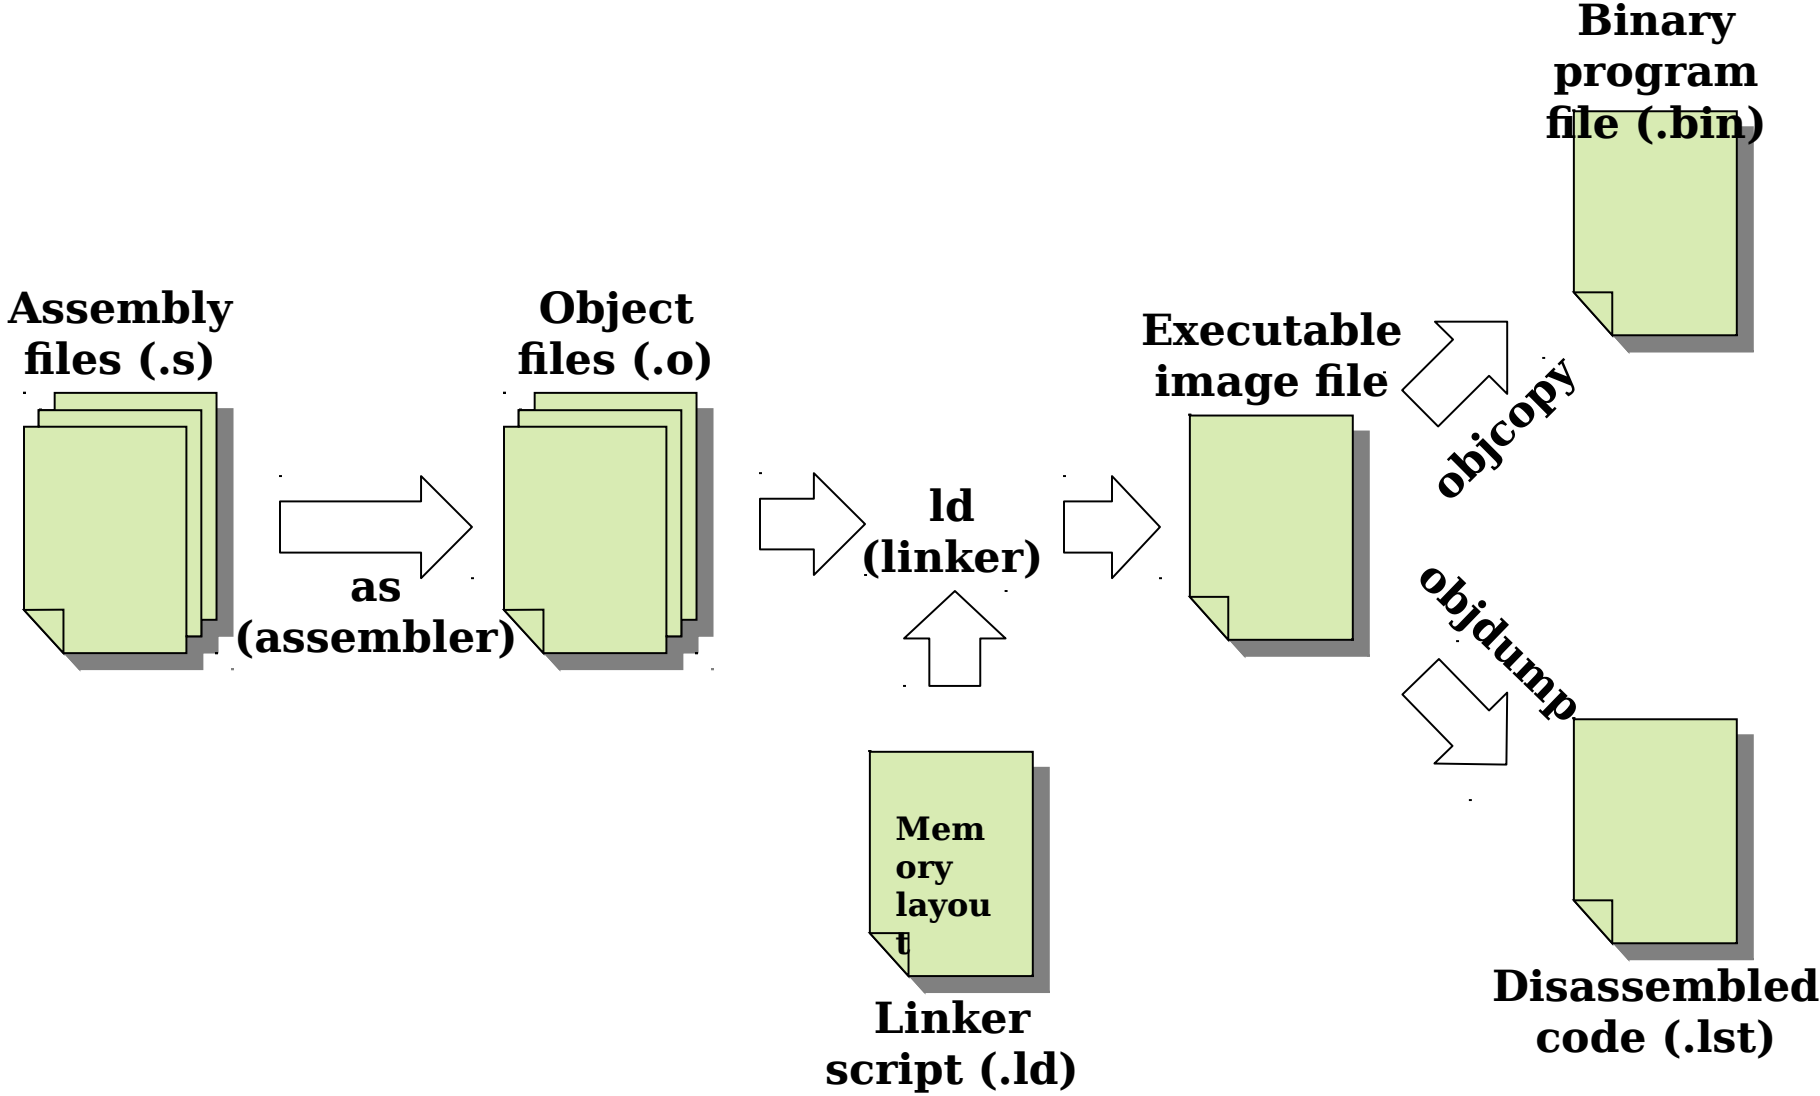 Binary
program
file (.bin)
Assembly
files (.s)
Object
files (.o)
Executable
image file
objcopy
ld
(linker)
as
(assembler)
objdump
Mem
ory
layou
t
Linker
script (.ld)
Disassembled
code (.lst)